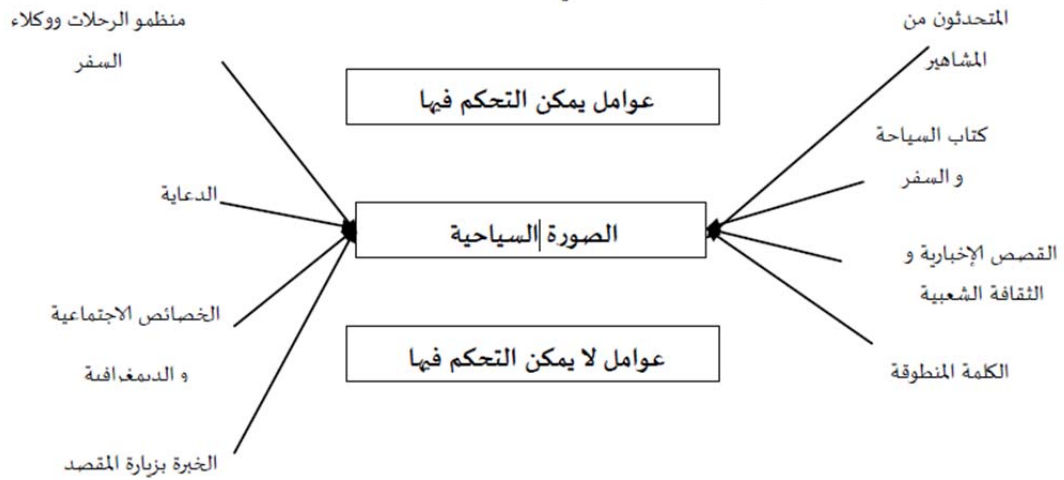 المتحدثون من
المشاهير
منظمو الرحلات ووكلاء
السفر
عوامل يمكن التحكم فيها
كتاب السياحة
و السفر
الدعاية
الصورة السياحية
القصص الإخبارية و
الثقافة الشعبية
الخصائص الاجتماعية
و الديمغرافية
عوامل لا يمكن التحكم فيها
الكلمة المنطوقة
الخبرة بزيارة المقصد